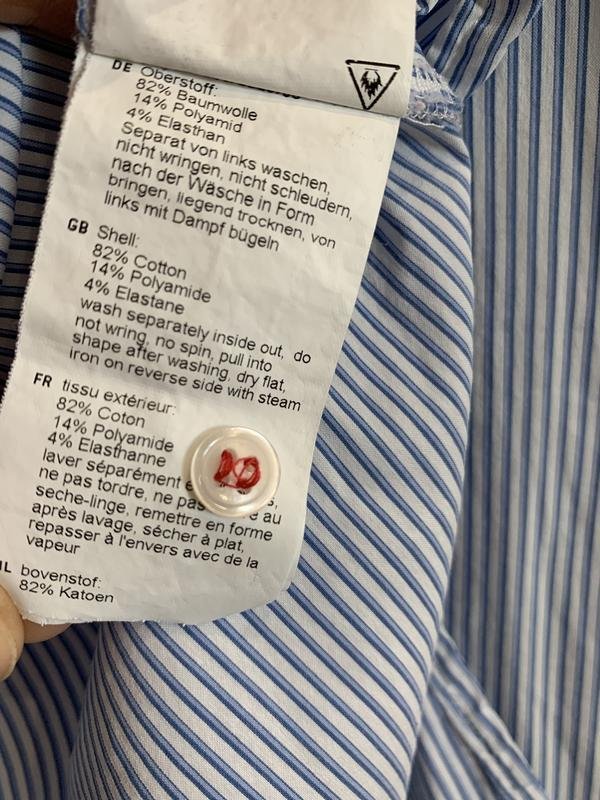 DE Oberstoff:
82% Baumwolle
14% Polyamid
4% Elasthan
Separat von links waschen,
nicht wringen, nicht schleudern,
nach der Wäsche in Form
bringen, liegend trocknen, von
links mit Dampf bügeln
GB Shell:
82% Cotton
14% Polyamide
4% Elastane
wash separately inside out, do
not wring, no spin, pull into
shape after washing, dry flat,
iron on reverse side with steam
FR tissu extérieur:
82% Coton
14% Polyamide
4% Elasthanne
laver séparément
ne pas tordre, ne pas au
seche-linge, remettre en forme
après lavage, sécher à plat,
repasser à l'envers avec de la
vapeur
NL bovenstof:
82% Katoen